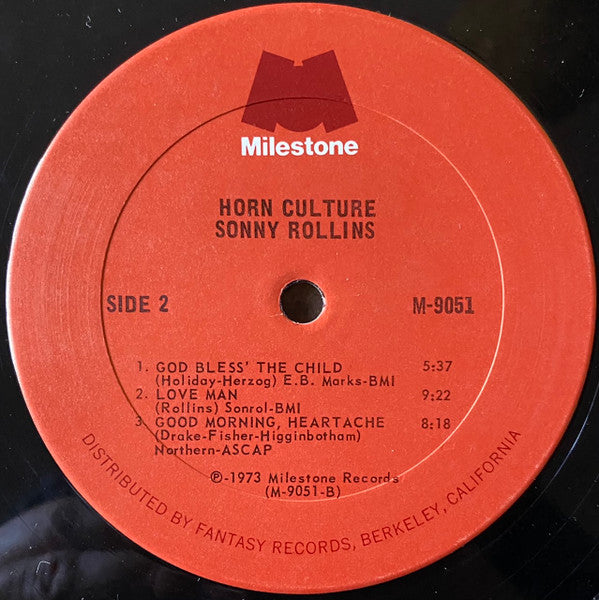 Milestone
HORN CULTURE
SONNY ROLLINS
SIDE 2
M-9051
1. GOD BLESS' THE CHILD 5:37
(Holiday-Herzog) E.B. Marks-BMI
2. LOVE MAN 9:22
(Rollins) Sonrol-BMI
3. GOOD MORNING, HEARTACHE 8:18
(Drake-Fisher-Higginbotham)
Northern-ASCAP
℗-1973 Milestone Records
(M-9051-B)
DISTRIBUTED BY FANTASY RECORDS, BERKELEY, CALIFORNIA